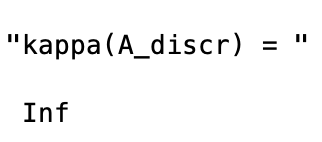 "kappa(A_discr) = "
Inf